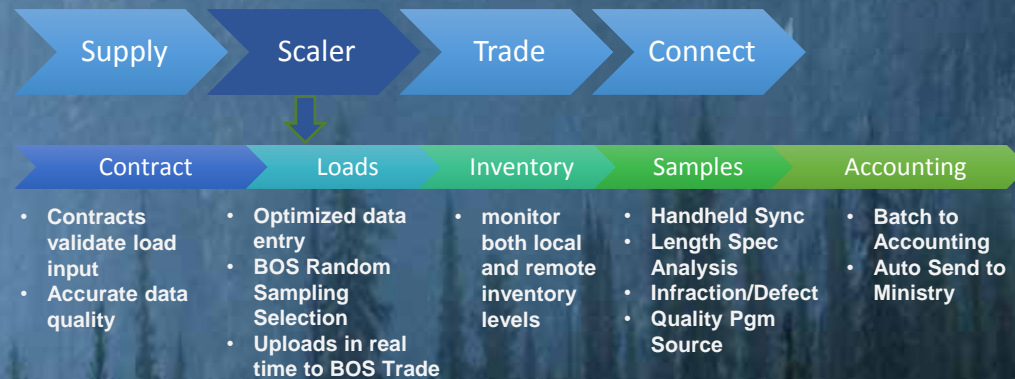 Supply
Scaler
Trade
Connect
Contract
Loads
Inventory
Samples
Accounting
• Contracts
validate load
input
• Accurate data
quality
• Optimized data
entry
• BOS Random
Sampling
Selection
• Uploads in real
time to BOS Trade
• monitor
both local
and remote
inventory
levels
• Handheld Sync
• Length Spec
Analysis
• Infraction/Defect
• Quality Pgm
Source
• Batch to
Accounting
• Auto Send to
Ministry